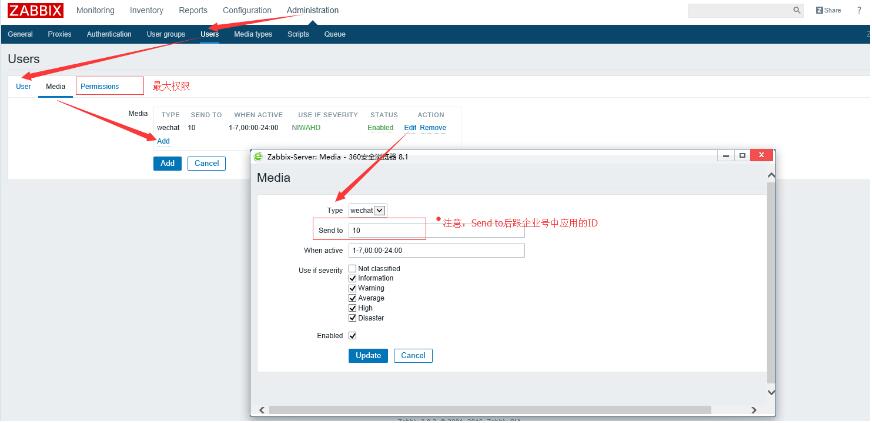 ZABBIX Monitoring Inventory Reports Configuration Administration Z Share ?
General Proxies Authentication User groups Users Media types Scripts Queue
Users
User Media Permissions 最大权限
Media TYPE SEND TO WHEN ACTIVE USE IF SEVERITY STATUS ACTION
wechat 10 1-7,00:00-24:00 NIWAHD Enabled Edit Remove
Add
Add Cancel
Zabbix-Server: Media - 360安全浏览器 8.1
Media
Type wechat
Send to 10
注意，Send to后跟企业号中应用的ID
When active 1-7,00:00-24:00
Use if severity Not classified
Information
Warning
Average
High
Disaster
Enabled
Update Cancel